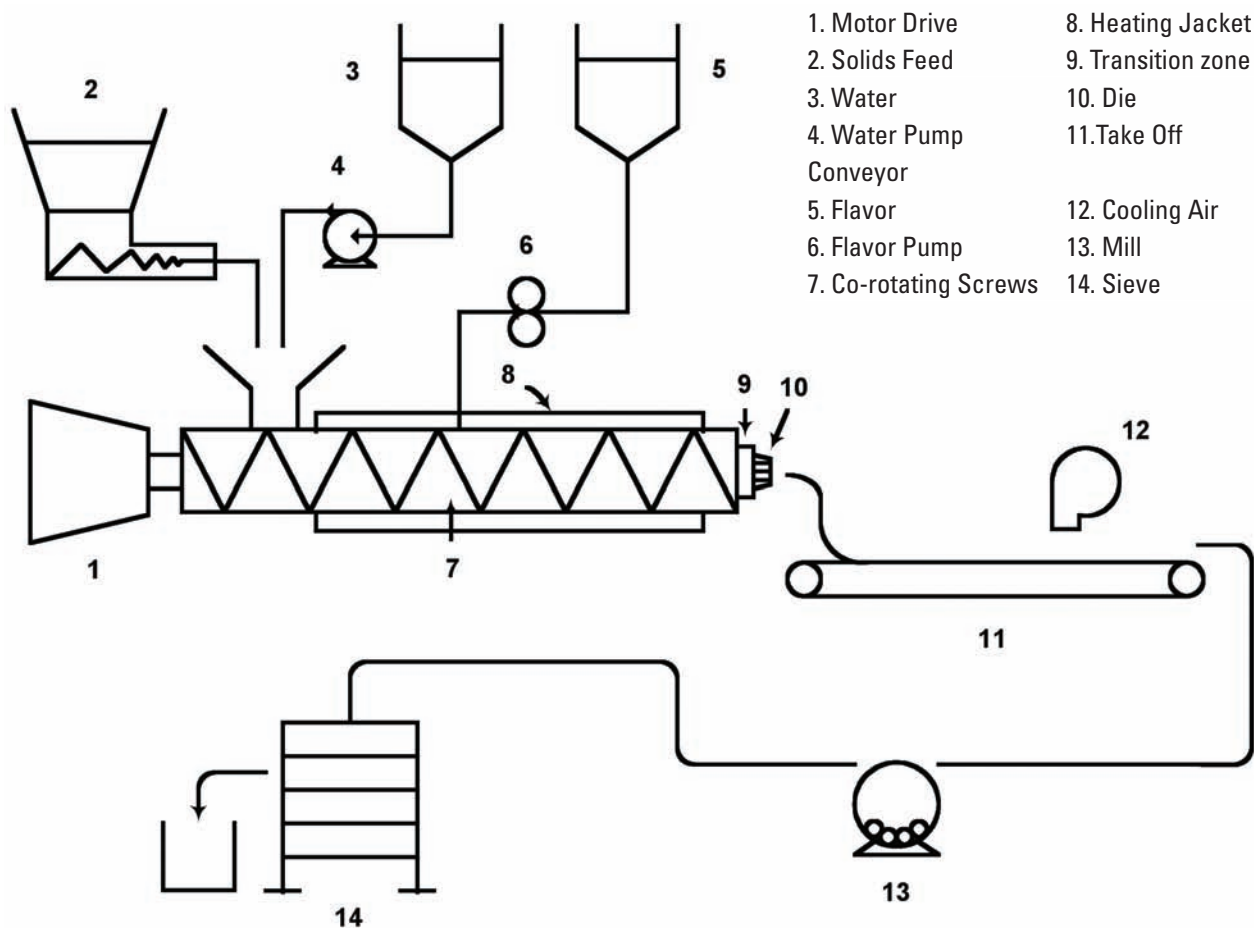 1. Motor Drive
2. Solids Feed
3. Water
4. Water Pump
Conveyor
5. Flavor
6. Flavor Pump
7. Co-rotating Screws
8. Heating Jacket
9. Transition zone
10. Die
11.Take Off
12. Cooling Air
13. Mill
14. Sieve
2
3
5
4
6
8
9
10
12
1
7
11
13
14